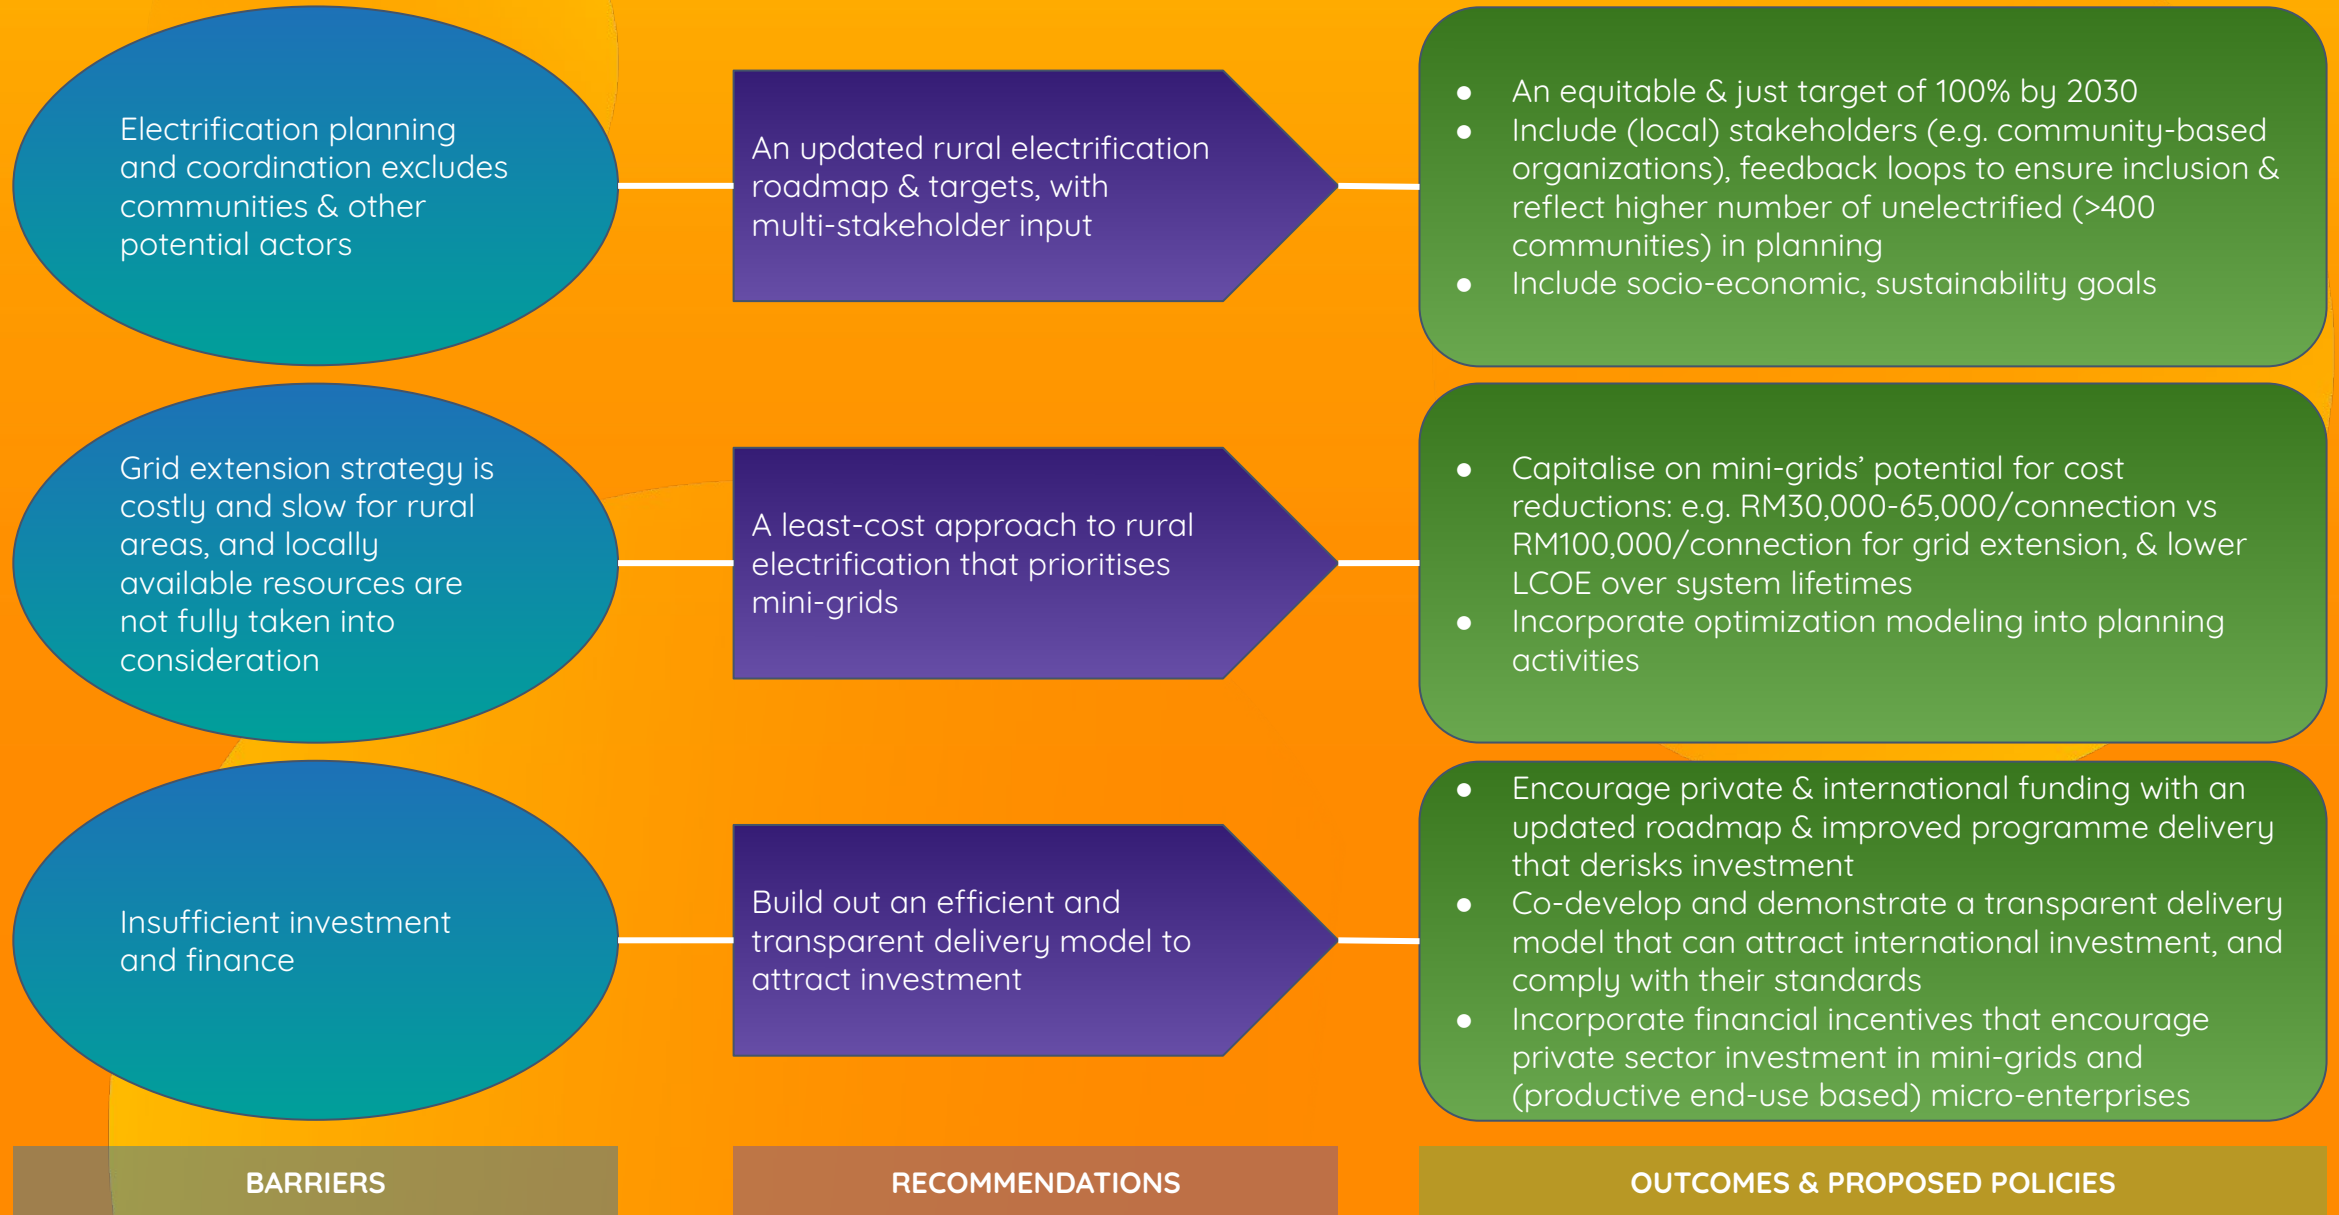 Electrification planning
and coordination excludes
communities & other
potential actors
An updated rural electrification
roadmap & targets, with
multi-stakeholder input
● An equitable & just target of 100% by 2030
● Include (local) stakeholders (e.g. community-based
organizations), feedback loops to ensure inclusion &
reflect higher number of unelectrified (>400
communities) in planning
● Include socio-economic, sustainability goals
Grid extension strategy is
costly and slow for rural
areas, and locally
available resources are
not fully taken into
consideration
A least-cost approach to rural
electrification that prioritises
mini-grids
● Capitalise on mini-grids’ potential for cost
reductions: e.g. RM30,000-65,000/connection vs
RM100,000/connection for grid extension, & lower
LCOE over system lifetimes
● Incorporate optimization modeling into planning
activities
Insufficient investment
and finance
Build out an efficient and
transparent delivery model to
attract investment
● Encourage private & international funding with an
updated roadmap & improved programme delivery
that derisks investment
● Co-develop and demonstrate a transparent delivery
model that can attract international investment, and
comply with their standards
● Incorporate financial incentives that encourage
private sector investment in mini-grids and
(productive end-use based) micro-enterprises
BARRIERS
RECOMMENDATIONS
OUTCOMES & PROPOSED POLICIES